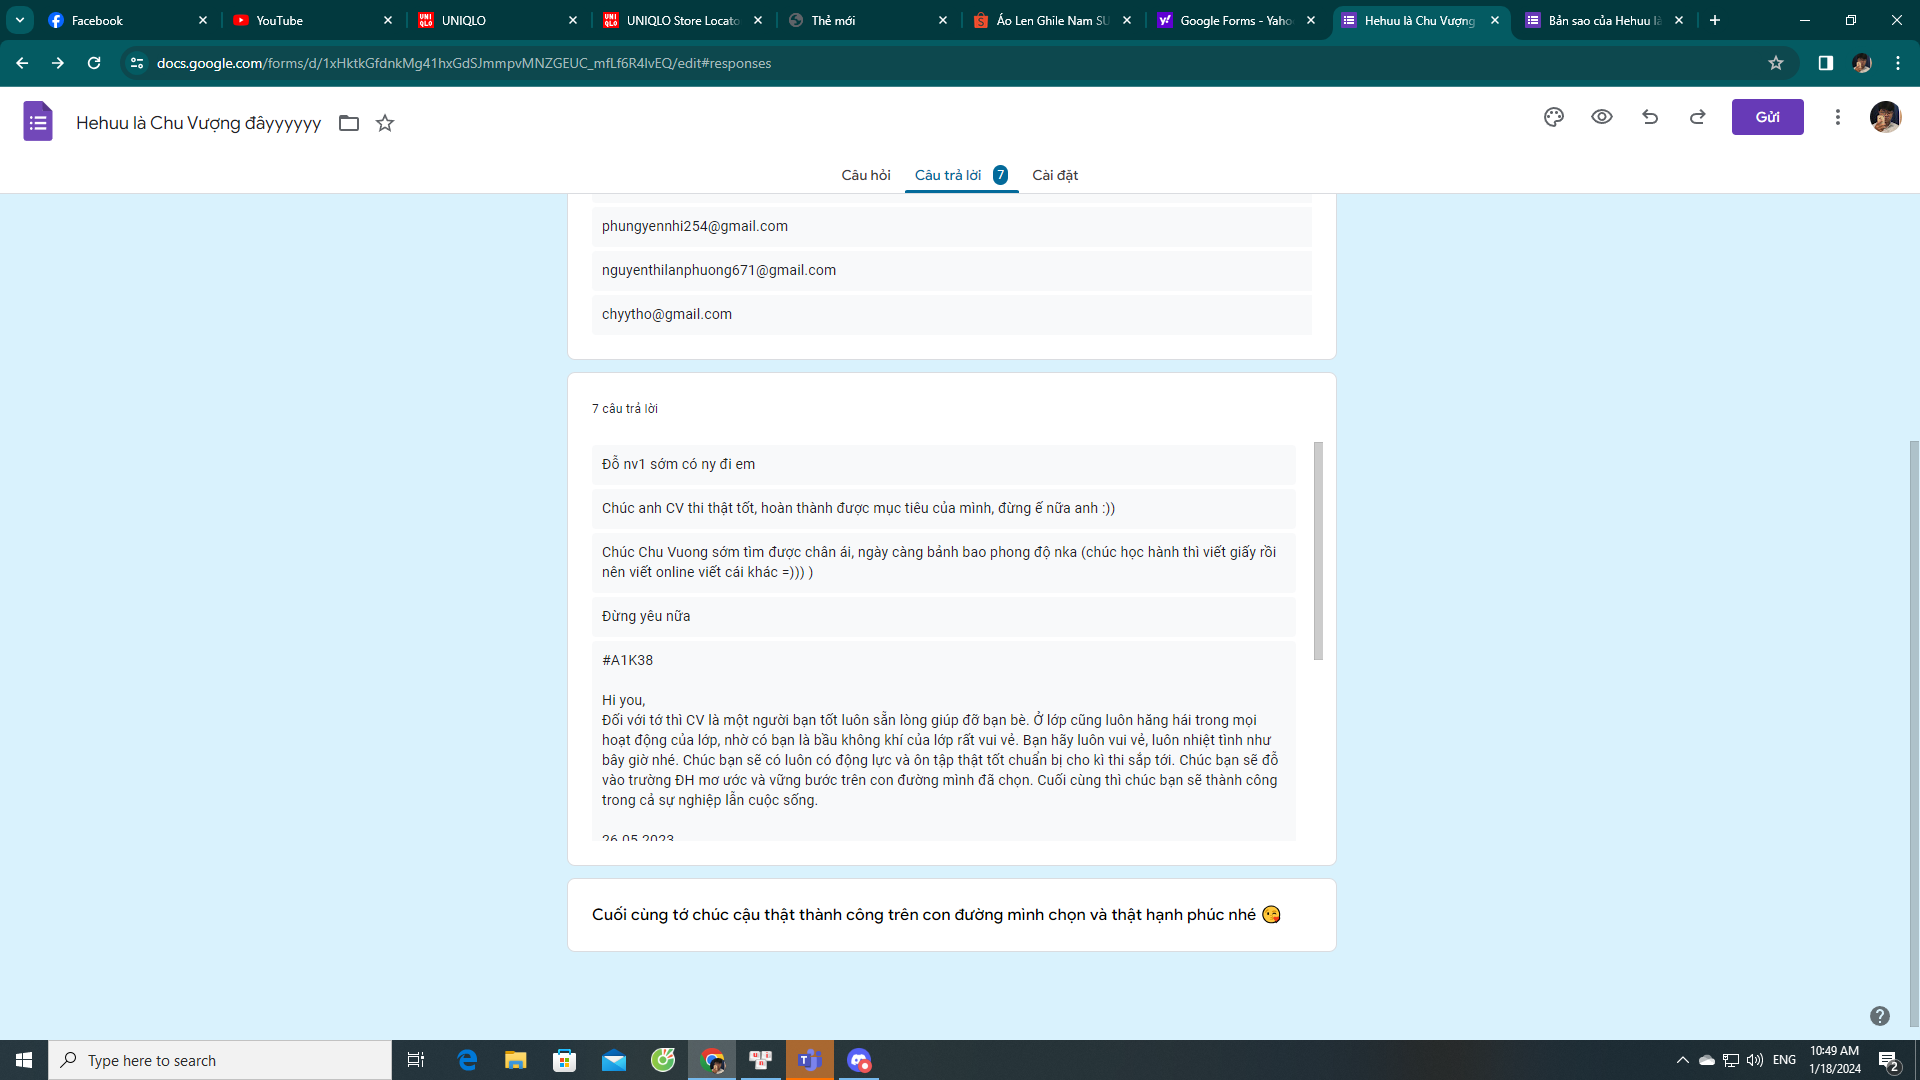 Facebook
YouTube
UNIQLO
UNIQLO Store Locato
Thẻ mới
Áo Len Ghile Nam SU
Google Forms - Yaho
Hehuu là Chu Vượng
Bản sao của Hehuu là
docs.google.com/forms/d/1xHktkGfdnkMg41hxGdSJmmpvMNZGEUC_mfLf6R4lvEQ/edit#responses
Hehuu là Chu Vượng đâyyyyyy
Gửi
Câu hỏi
Câu trả lời 7
Cài đặt
phungyennhi254@gmail.com
nguyenthilanphuong671@gmail.com
chyytho@gmail.com
7 câu trả lời
Đỗ nv1 sớm có ny đi em
Chúc anh CV thi thật tốt, hoàn thành được mục tiêu của mình, đừng ế nữa anh :))
Chúc Chu Vuong sớm tìm được chân ái, ngày càng bảnh bao phong độ nka (chúc học hành thì viết giấy rồi
nên viết online viết cái khác =))) )
Đừng yêu nữa
#A1K38
Hi you,
Đối với tớ thì CV là một người bạn tốt luôn sẵn lòng giúp đỡ bạn bè. Ở lớp cũng luôn hăng hái trong mọi
hoạt động của lớp, nhờ có bạn là bầu không khí của lớp rất vui vẻ. Bạn hãy luôn vui vẻ, luôn nhiệt tình như
bây giờ nhé. Chúc bạn sẽ có luôn có động lực và ôn tập thật tốt chuẩn bị cho kì thi sắp tới. Chúc bạn sẽ đỗ
vào trường ĐH mơ ước và vững bước trên con đường mình đã chọn. Cuối cùng thì chúc bạn sẽ thành công
trong cả sự nghiệp lẫn cuộc sống.
26.05.2023
Cuối cùng tớ chúc cậu thật thành công trên con đường mình chọn và thật hạnh phúc nhé 😘
Type here to search
ENG
10:49 AM
1/18/2024
2